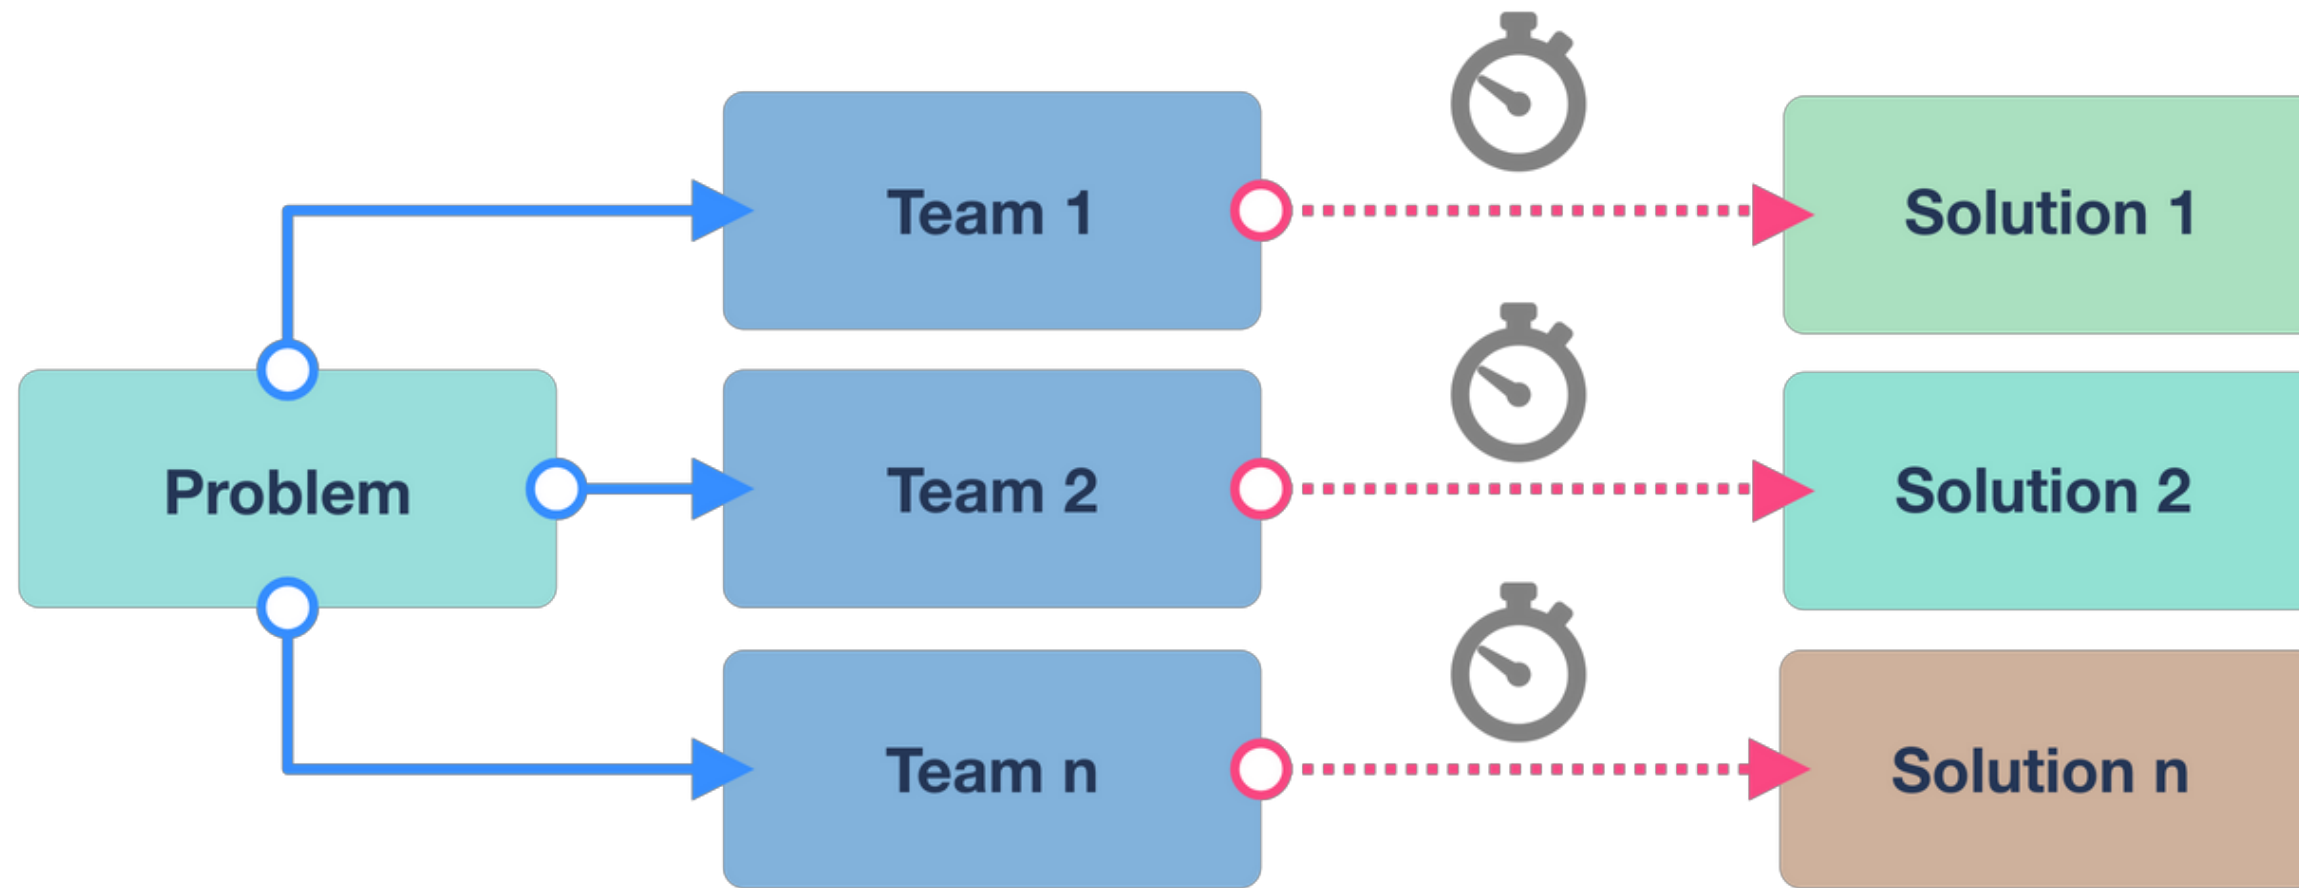 Team 1
Solution 1
Problem
Team 2
Solution 2
Team n
Solution n